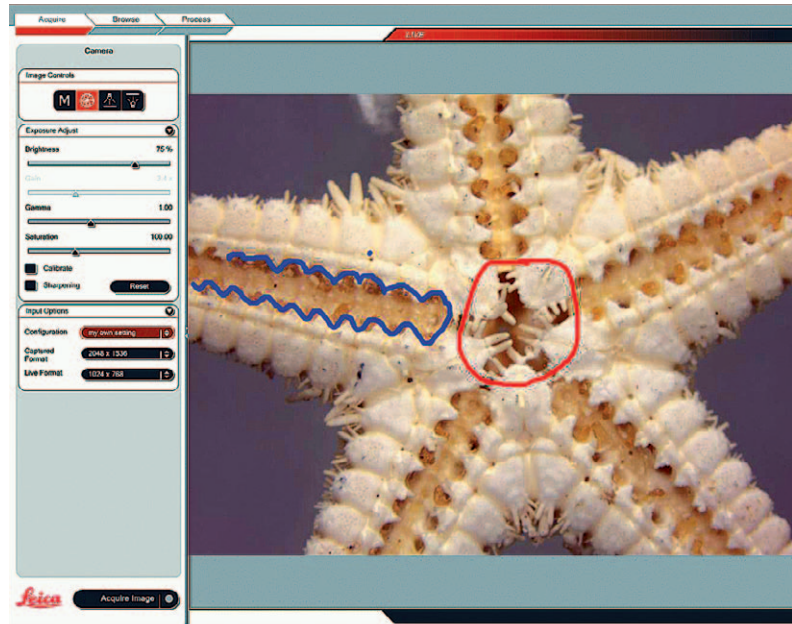 Acquire Browse Process
Camera
Image Controls
M
Exposure Adjust
Brightness 75 %
Gain
Gamma 1.00
Saturation 100.00
Calibrate
Sharpening Reset
Input Options
Configuration my own setting
Captured
Format 2048 x 1536
Live Format 1024 x 768
Leica Acquire Image